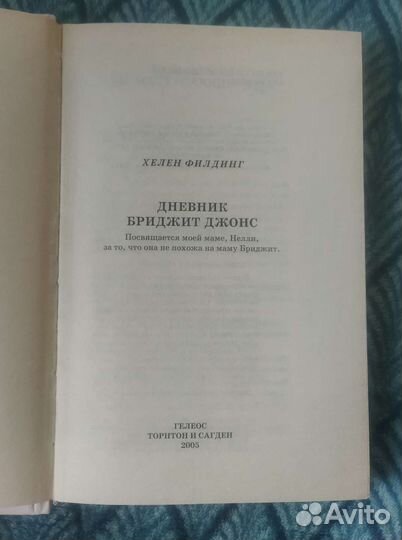 ХЕЛЕН ФИЛДИНГ
ДНЕВНИК
БРИДЖИТ ДЖОНС
Посвящается моей маме, Нелли,
за то, что она не похожа на маму Бриджит.
ГЕЛЕОС
ТОРНТОН И САГДЕН
2005
Avito